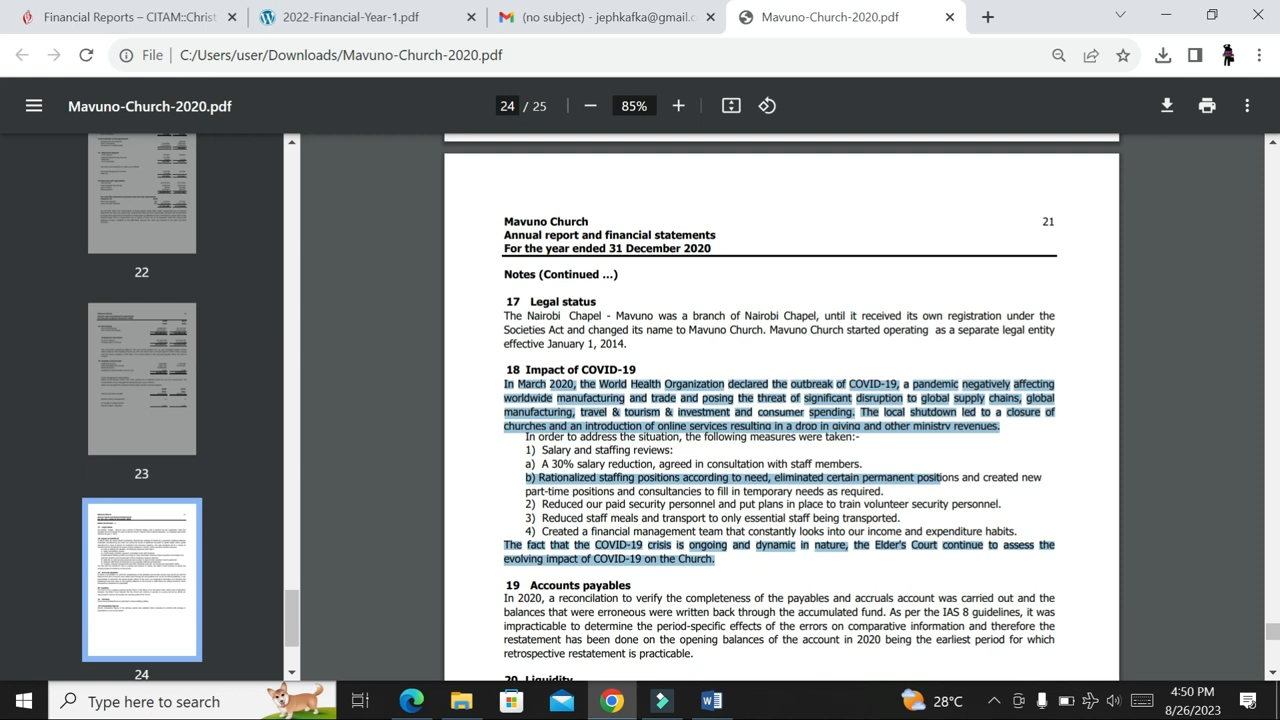 Financial Reports – CITAM::Christ
2022-Financial-Year-1.pdf
(no subject) - jephkafka@gmail.c
Mavuno-Church-2020.pdf
File
C:/Users/user/Downloads/Mavuno-Church-2020.pdf
Mavuno-Church-2020.pdf
24 / 25
85%
22
23
24
Mavuno Church
21
Annual report and financial statements
For the year ended 31 December 2020
Notes (Continued ...)
17 Legal status
The Nairobi Chapel - Mavuno was a branch of Nairobi Chapel, until it received its own registration under the
Societies Act and changed its name to Mavuno Church. Mavuno Church started operating as a separate legal entity
effective January 1, 2014.
18 Impact of COVID-19
In March 2020, the World Health Organization declared the outbreak of COVID-19, a pandemic negatively affecting
worldwide manufacturing and trade and posing the threat of significant disruption to global supply chains, global
manufacturing, travel & tourism & investment and consumer spending. The local shutdown led to a closure of
churches and an introduction of online services resulting in a drop in giving and other ministry revenues.
In order to address the situation, the following measures were taken:-
1) Salary and staffing reviews:
a) A 30% salary reduction, agreed in consultation with staff members.
b) Rationalized staffing positions according to need, eliminated certain permanent positions and created new
part-time positions and consultancies to fill in temporary needs as required.
2) Reduced our paid security personnel and put plans in place to train volunteer security personnel.
3) Reduced staff meals and transport to only essential staff being transported.
4) Created a financial management team that constantly looks into our income and expenditure habits.
The fact that the COVID-19 crisis is ongoing and dynamic in nature, the Elder's Court continue to assess the
evolving impact of COVID-19 on the Church.
19 Accounts payables
In 2020, a reconciliation to verify the completeness of the payables and accruals account was carried out and the
balances that were erroneous were written back through the accumulated fund. As per the IAS 8 guidelines, it was
impracticable to determine the period-specific effects of the errors on comparative information and therefore the
restatement has been done on the opening balances of the account in 2020 being the earliest period for which
retrospective restatement is practicable.
20 Liquidity
Type here to search
28°C
4:50 PM
8/26/2023